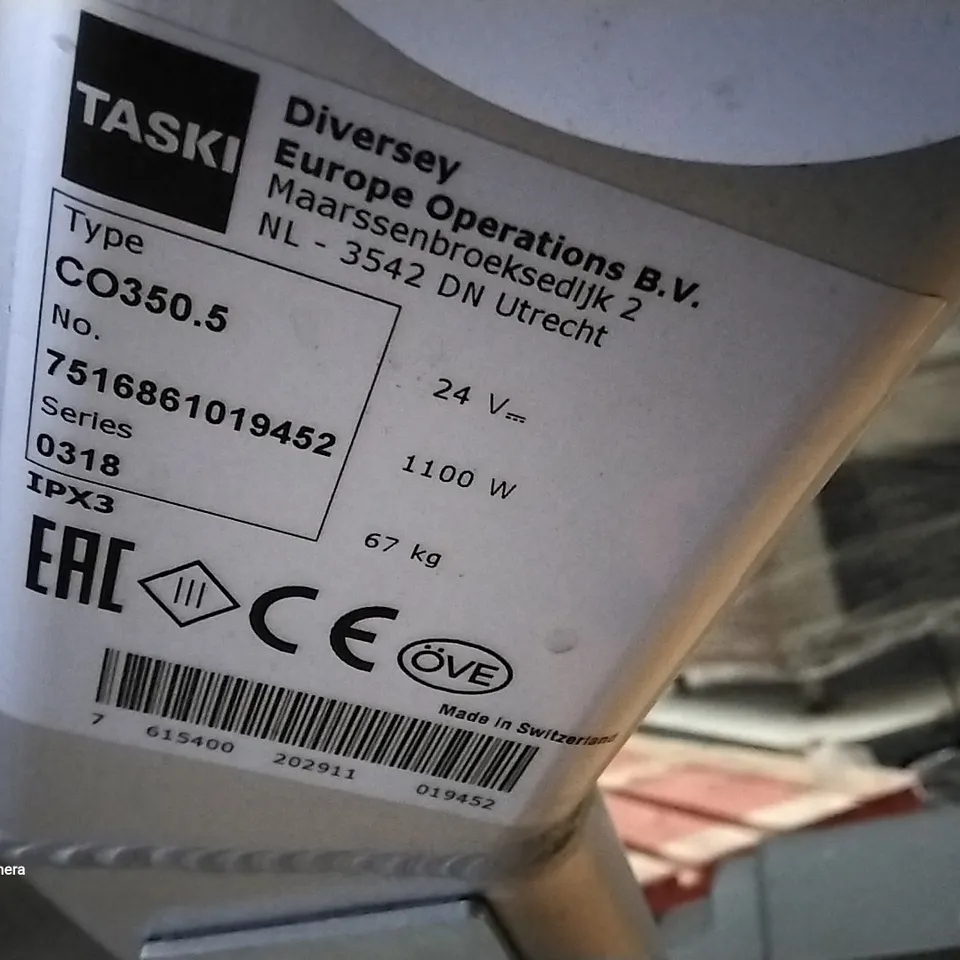 TASKI
Diversey
Europe Operations B.V.
Maarssenbroeksedijk 2
NL - 3542 DN Utrecht
Type
CO350.5
No.
7516861019452
Series
0318
24 V⎓
1100 W
67 kg
IPX3
EAC
III
CE
ÖVE
Made in Switzerland
7 615400 202911 019452